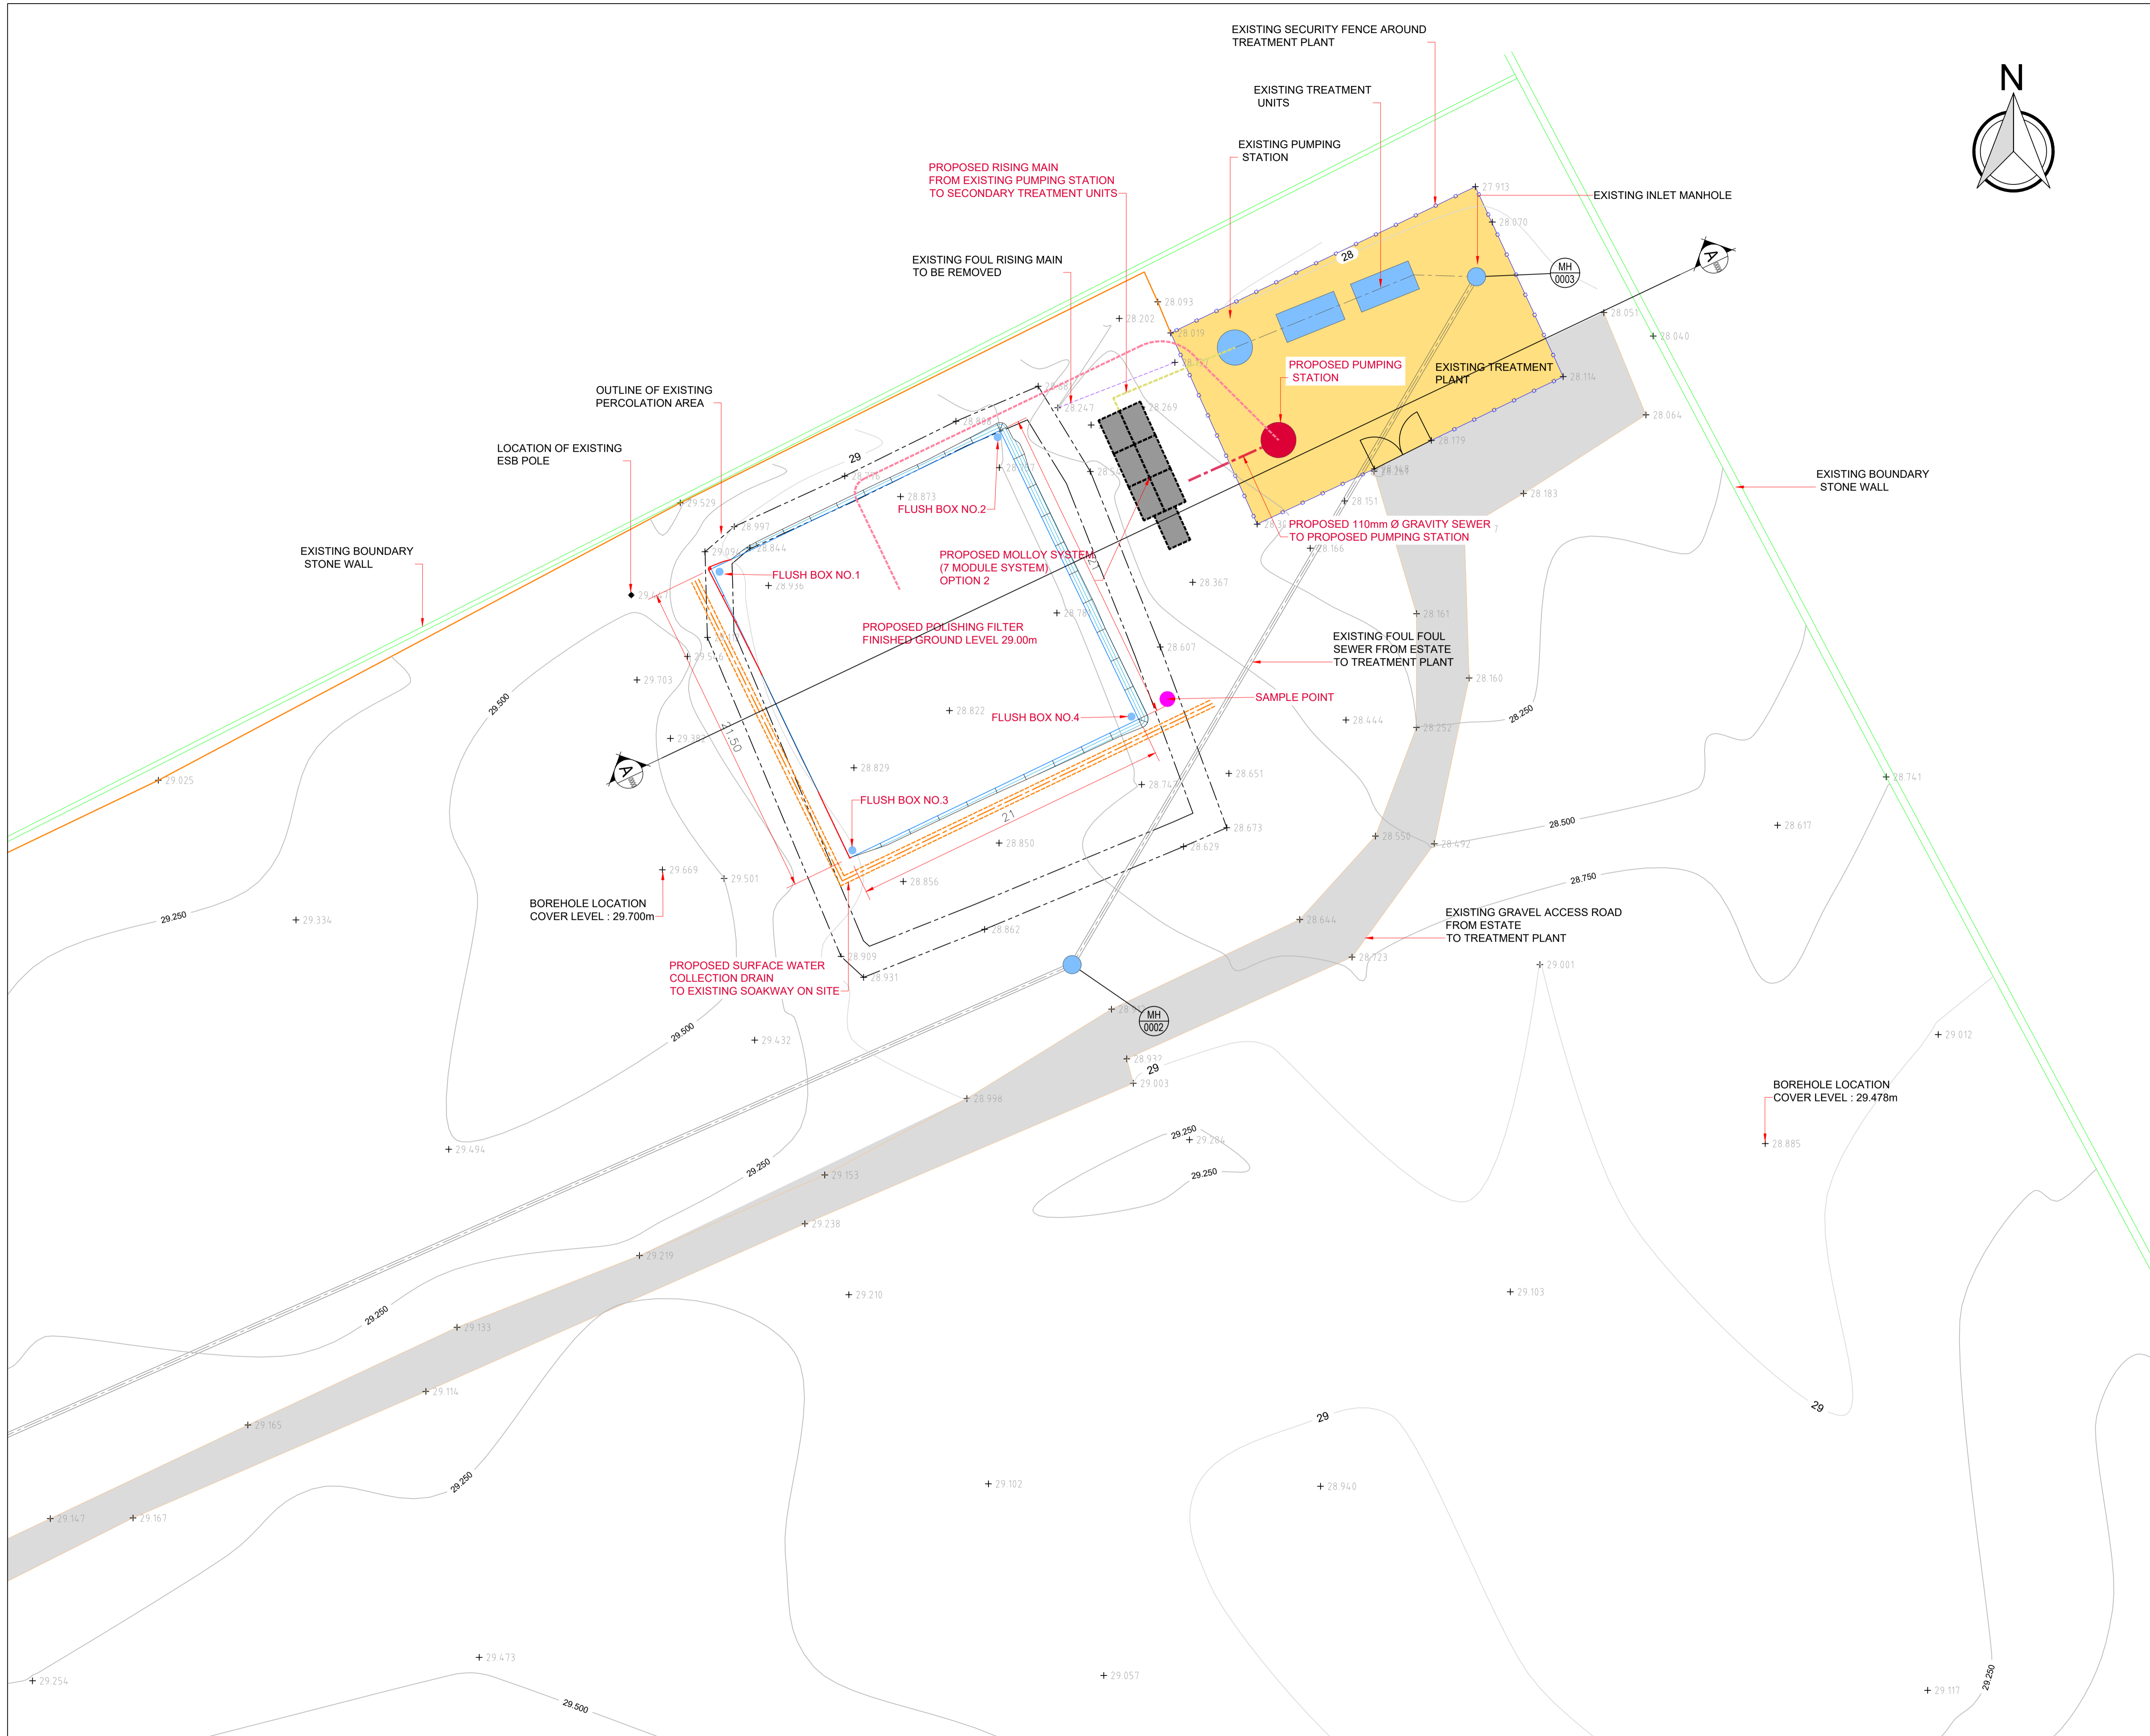 EXISTING SECURITY FENCE AROUND
TREATMENT PLANT
N
EXISTING TREATMENT
UNITS
EXISTING PUMPING
STATION
PROPOSED RISING MAIN
FROM EXISTING PUMPING STATION
TO SECONDARY TREATMENT UNITS
27.913
EXISTING INLET MANHOLE
28.070
EXISTING FOUL RISING MAIN
TO BE REMOVED
28
MH
0003
A
28.093
28.202
28.019
28.051
28.040
PROPOSED PUMPING
STATION
EXISTING TREATMENT
PLANT
28.114
OUTLINE OF EXISTING
PERCOLATION AREA
28.247
28.269
28.064
LOCATION OF EXISTING
ESB POLE
29
28.179
EXISTING BOUNDARY
STONE WALL
28.873
FLUSH BOX NO.2
29.529
28.151
28.183
28.997
PROPOSED 110mm Ø GRAVITY SEWER
TO PROPOSED PUMPING STATION
28.166
EXISTING BOUNDARY
STONE WALL
28.844
PROPOSED MOLLOY SYSTEM
(7 MODULE SYSTEM)
OPTION 2
21
FLUSH BOX NO.1
28.936
28.367
28.161
PROPOSED POLISHING FILTER
FINISHED GROUND LEVEL 29.00m
EXISTING FOUL FOUL
SEWER FROM ESTATE
TO TREATMENT PLANT
28.607
29.546
29.703
28.160
29.500
SAMPLE POINT
28.822
FLUSH BOX NO.4
28.444
28.250
28.252
21.50
29.382
A
28.829
28.651
29.025
28.741
FLUSH BOX NO.3
21
28.673
28.500
28.617
28.550
28.492
28.850
28.629
29.669
29.501
28.856
28.750
BOREHOLE LOCATION
COVER LEVEL : 29.700m
29.250
29.334
28.644
EXISTING GRAVEL ACCESS ROAD
FROM ESTATE
TO TREATMENT PLANT
28.862
28.909
28.723
29.001
PROPOSED SURFACE WATER
COLLECTION DRAIN
TO EXISTING SOAKWAY ON SITE
28.931
MH
0002
29.500
29.432
29.012
28.932
29
29.003
28.998
BOREHOLE LOCATION
COVER LEVEL : 29.478m
29.250
29.284
28.885
29.494
29.250
29.153
29.250
29.238
29.219
29.210
29.103
29.250
29.133
29.114
29
29
29.165
29.250
29.102
28.940
29.147
29.167
29.473
29.254
29.057
29.250
29.117
29.500